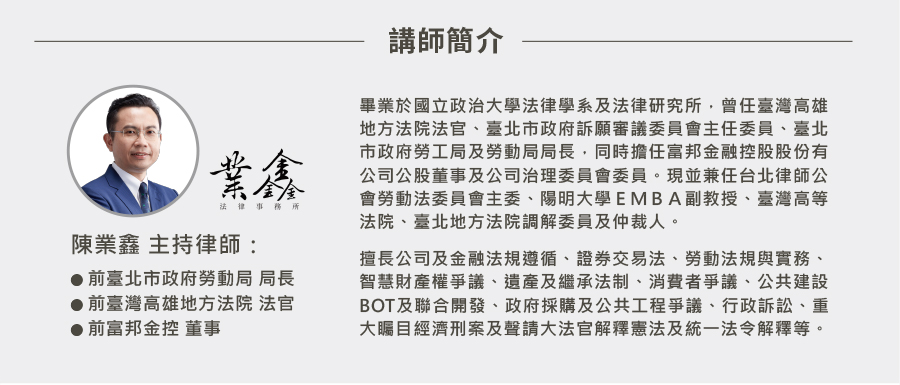 講師簡介
業鑫
法律事務所
陳業鑫 主持律師：
●前臺北市政府勞動局 局長
●前臺灣高雄地方法院 法官
●前富邦金控 董事
畢業於國立政治大學法律學系及法律研究所，曾任臺灣高雄
地方法院法官、臺北市政府訴願審議委員會主任委員、臺北
市政府勞工局及勞動局局長，同時擔任富邦金融控股股份有
公司公股董事及公司治理委員會委員。現並兼任台北律師公
會勞動法委員會主委、陽明大學EMBA副教授、臺灣高等
法院、臺北地方法院調解委員及仲裁人。
擅長公司及金融法規遵循、證券交易法、勞動法規與實務、
智慧財產權爭議、遺產及繼承法制、消費者爭議、公共建設
BOT及聯合開發、政府採購及公共工程爭議、行政訴訟、重
大矚目經濟刑案及聲請大法官解釋憲法及統一法令解釋等。